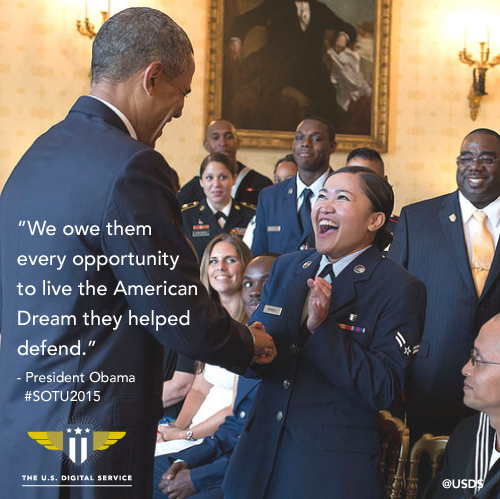 “We owe them
every opportunity
to live the American
Dream they helped
defend.”
- President Obama
#SOTU2015
THE U.S. DIGITAL SERVICE
@USDS